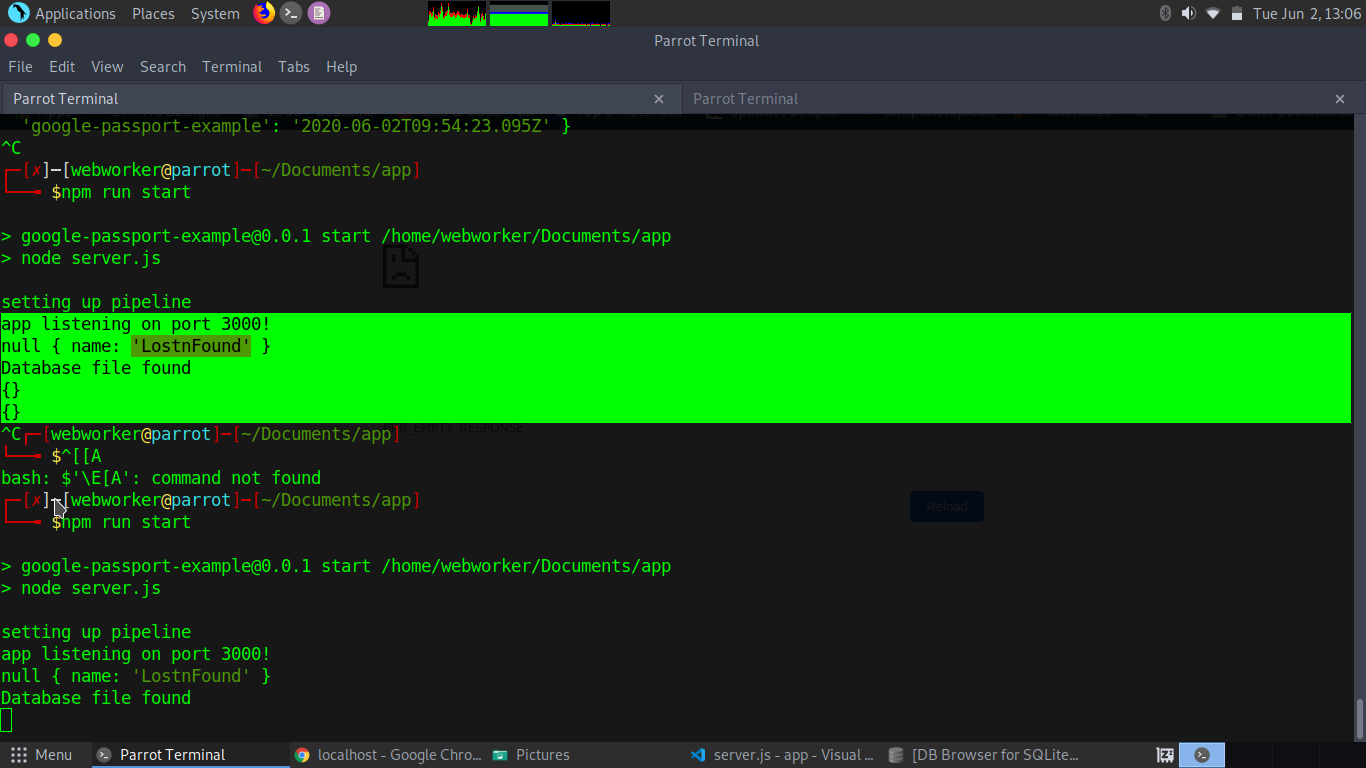 Applications Places System Tue Jun 2, 13:06
Parrot Terminal
File Edit View Search Terminal Tabs Help
Parrot Terminal × Parrot Terminal ×
'google-passport-example': '2020-06-02T09:54:23.095Z' }
^C
┌─[✗]─[webworker@parrot]─[~/Documents/app]
└──╼ $npm run start
> google-passport-example@0.0.1 start /home/webworker/Documents/app
> node server.js
setting up pipeline
app listening on port 3000!
null { name: 'LostnFound' }
Database file found
{}
{}
^C┌─[webworker@parrot]─[~/Documents/app]
_EMPTY_RESPONSE
└──╼ $^[[A
bash: $'\E[A': command not found
┌─[✗]─[webworker@parrot]─[~/Documents/app]
Reload
└──╼ $npm run start
> google-passport-example@0.0.1 start /home/webworker/Documents/app
> node server.js
setting up pipeline
app listening on port 3000!
null { name: 'LostnFound' }
Database file found
Menu Parrot Terminal localhost - Google Chro... Pictures server.js - app - Visual ... [DB Browser for SQLite...